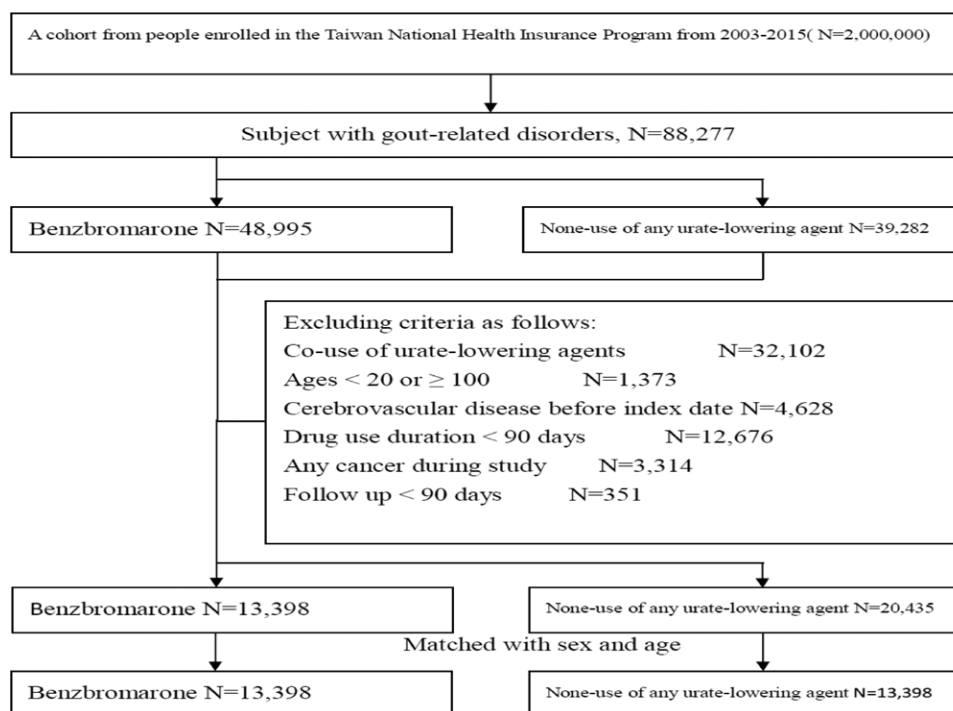 A cohort from people enrolled in the Taiwan National Health Insurance Program from 2003-2015( N=2,000,000)
Subject with gout-related disorders, N=88,277
Benzbromarone N=48,995
None-use of any urate-lowering agent N=39,282
Excluding criteria as follows:
Co-use of urate-lowering agents N=32,102
Ages < 20 or ≥ 100 N=1,373
Cerebrovascular disease before index date N=4,628
Drug use duration < 90 days N=12,676
Any cancer during study N=3,314
Follow up < 90 days N=351
Benzbromarone N=13,398
None-use of any urate-lowering agent N=20,435
Matched with sex and age
Benzbromarone N=13,398
None-use of any urate-lowering agent N=13,398